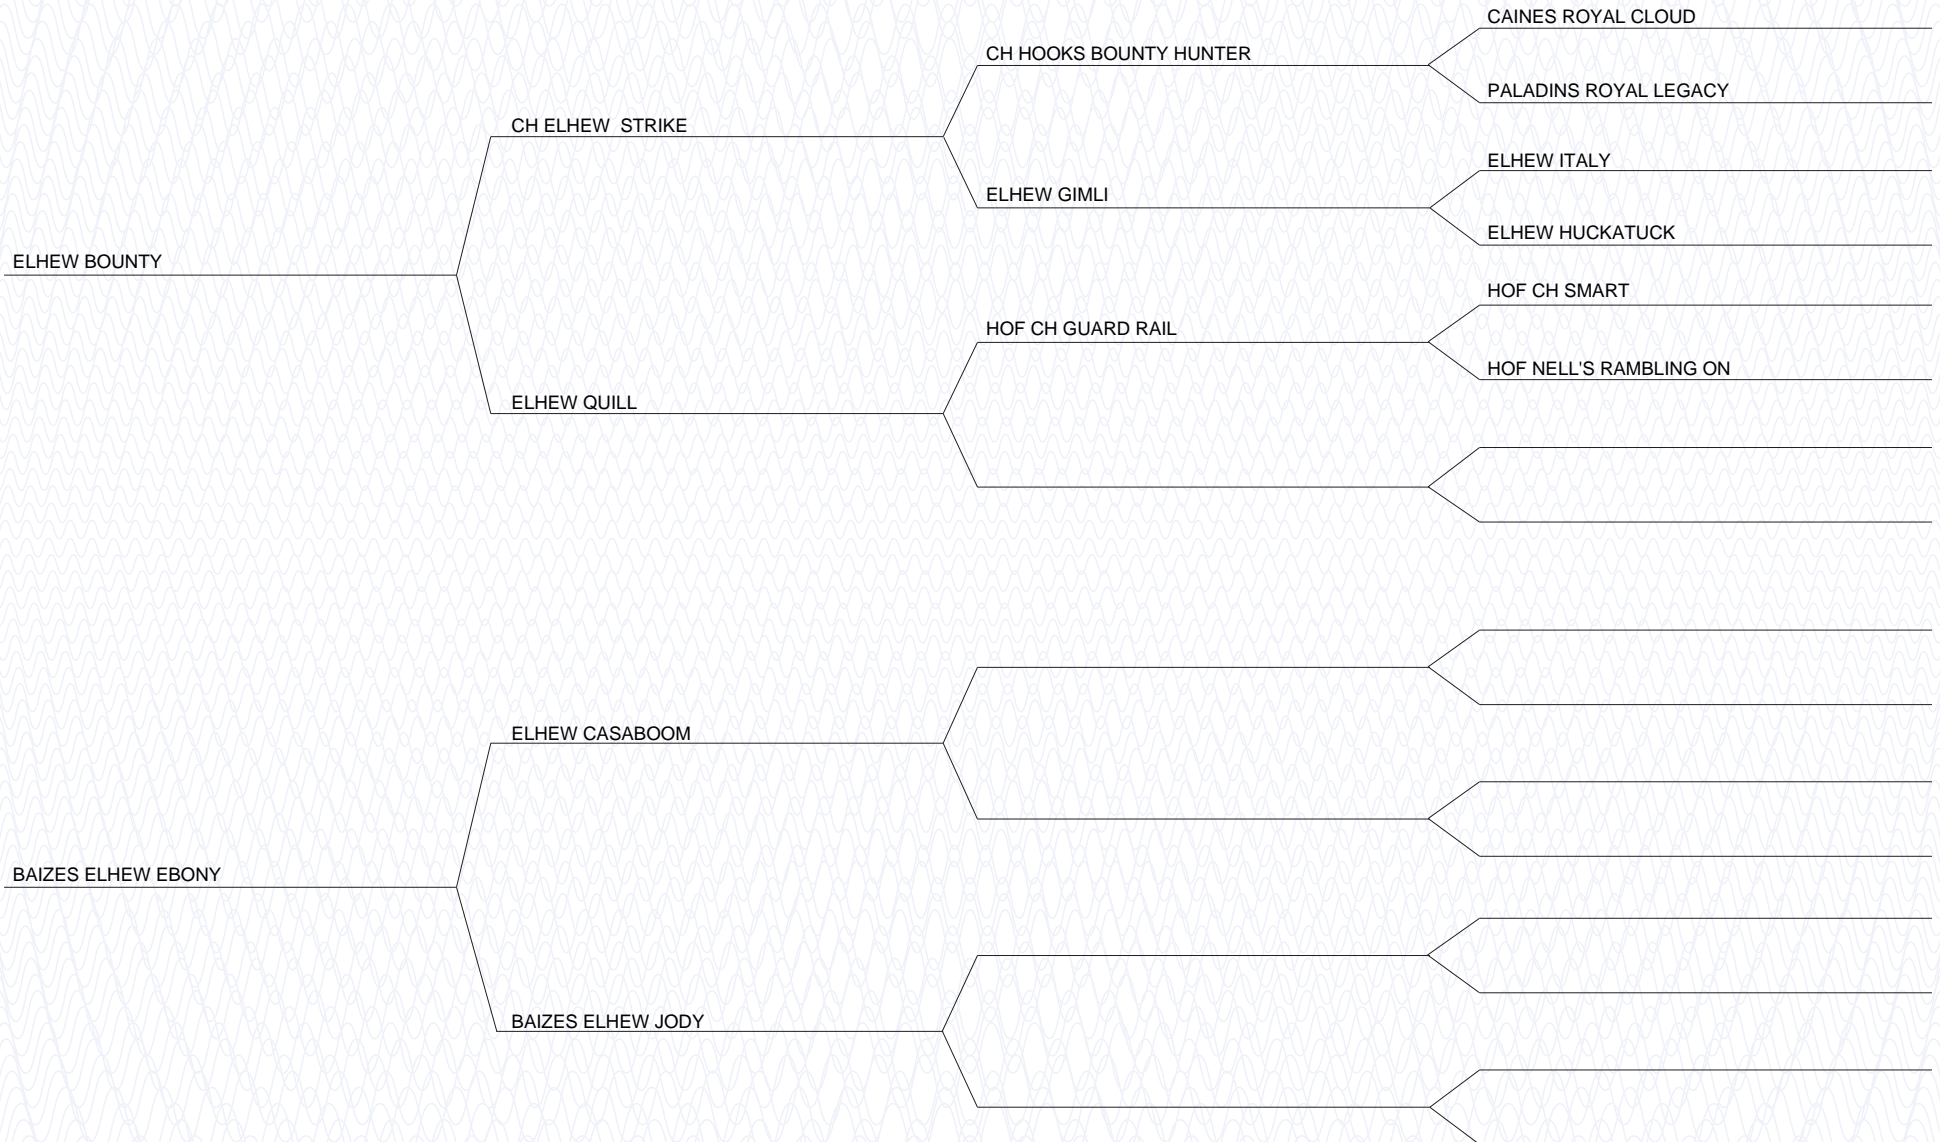 CAINES ROYAL CLOUD
CH HOOKS BOUNTY HUNTER
PALADINS ROYAL LEGACY
CH ELHEW  STRIKE
ELHEW ITALY
ELHEW GIMLI
ELHEW HUCKATUCK
ELHEW BOUNTY
HOF CH SMART
HOF CH GUARD RAIL
HOF NELL'S RAMBLING ON
ELHEW QUILL
ELHEW CASABOOM
BAIZES ELHEW EBONY
BAIZES ELHEW JODY